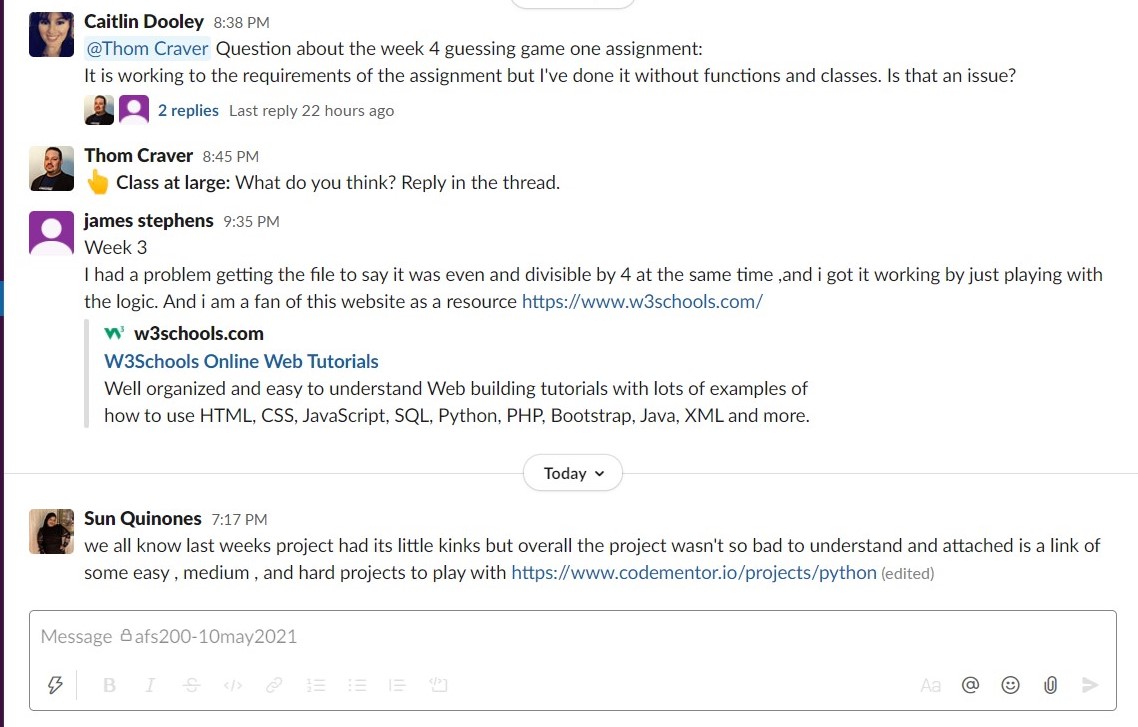 Caitlin Dooley 8:38 PM
@Thom Craver Question about the week 4 guessing game one assignment:
It is working to the requirements of the assignment but I've done it without functions and classes. Is that an issue?
2 replies Last reply 22 hours ago
Thom Craver 8:45 PM
Class at large: What do you think? Reply in the thread.
james stephens 9:35 PM
Week 3
I had a problem getting the file to say it was even and divisible by 4 at the same time ,and i got it working by just playing with
the logic. And i am a fan of this website as a resource https://www.w3schools.com/
w3schools.com
W3Schools Online Web Tutorials
Well organized and easy to understand Web building tutorials with lots of examples of
how to use HTML, CSS, JavaScript, SQL, Python, PHP, Bootstrap, Java, XML and more.
Today
Sun Quinones 7:17 PM
we all know last weeks project had its little kinks but overall the project wasn't so bad to understand and attached is a link of
some easy , medium , and hard projects to play with https://www.codementor.io/projects/python (edited)
Message afs200-10may2021
B I S Aa @